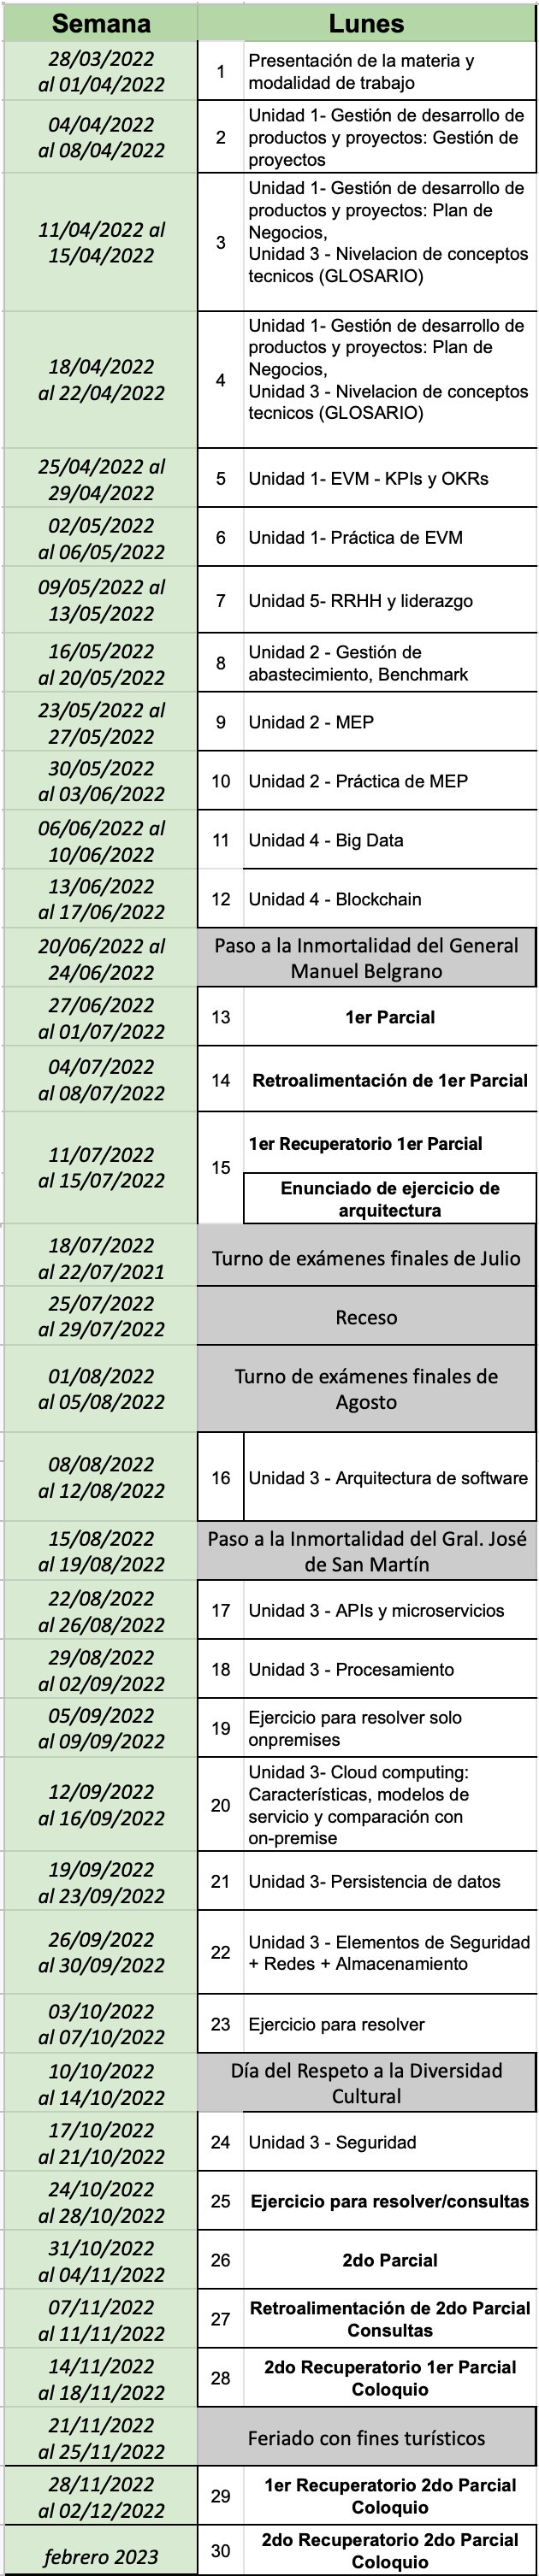 Semana Lunes
28/03/2022
al 01/04/2022
1
Presentación de la materia y
modalidad de trabajo
04/04/2022
al 08/04/2022
2
Unidad 1- Gestión de desarrollo de
productos y proyectos: Gestión de
proyectos
11/04/2022 al
15/04/2022
3
Unidad 1- Gestión de desarrollo de
productos y proyectos: Plan de
Negocios,
Unidad 3 - Nivelacion de conceptos
tecnicos (GLOSARIO)
18/04/2022
al 22/04/2022
4
Unidad 1- Gestión de desarrollo de
productos y proyectos: Plan de
Negocios,
Unidad 3 - Nivelacion de conceptos
tecnicos (GLOSARIO)
25/04/2022 al
29/04/2022
5
Unidad 1- EVM - KPIs y OKRs
02/05/2022
al 06/05/2022
6
Unidad 1- Práctica de EVM
09/05/2022 al
13/05/2022
7
Unidad 5- RRHH y liderazgo
16/05/2022
al 20/05/2022
8
Unidad 2 - Gestión de
abastecimiento, Benchmark
23/05/2022 al
27/05/2022
9
Unidad 2 - MEP
30/05/2022
al 03/06/2022
10
Unidad 2 - Práctica de MEP
06/06/2022 al
10/06/2022
11
Unidad 4 - Big Data
13/06/2022
al 17/06/2022
12
Unidad 4 - Blockchain
20/06/2022 al
24/06/2022
Paso a la Inmortalidad del General
Manuel Belgrano
27/06/2022
al 01/07/2022
13
1er Parcial
04/07/2022
al 08/07/2022
14
Retroalimentación de 1er Parcial
11/07/2022
al 15/07/2022
15
1er Recuperatorio 1er Parcial
Enunciado de ejercicio de
arquitectura
18/07/2022
al 22/07/2021
Turno de exámenes finales de Julio
25/07/2022
al 29/07/2022
Receso
01/08/2022
al 05/08/2022
Turno de exámenes finales de
Agosto
08/08/2022
al 12/08/2022
16
Unidad 3 - Arquitectura de software
15/08/2022
al 19/08/2022
Paso a la Inmortalidad del Gral. José
de San Martín
22/08/2022
al 26/08/2022
17
Unidad 3 - APIs y microservicios
29/08/2022
al 02/09/2022
18
Unidad 3 - Procesamiento
05/09/2022
al 09/09/2022
19
Ejercicio para resolver solo
onpremises
12/09/2022
al 16/09/2022
20
Unidad 3- Cloud computing:
Características, modelos de
servicio y comparación con
on-premise
19/09/2022
al 23/09/2022
21
Unidad 3- Persistencia de datos
26/09/2022
al 30/09/2022
22
Unidad 3 - Elementos de Seguridad
+ Redes + Almacenamiento
03/10/2022
al 07/10/2022
23
Ejercicio para resolver
10/10/2022
al 14/10/2022
Día del Respeto a la Diversidad
Cultural
17/10/2022
al 21/10/2022
24
Unidad 3 - Seguridad
24/10/2022
al 28/10/2022
25
Ejercicio para resolver/consultas
31/10/2022
al 04/11/2022
26
2do Parcial
07/11/2022
al 11/11/2022
27
Retroalimentación de 2do Parcial
Consultas
14/11/2022
al 18/11/2022
28
2do Recuperatorio 1er Parcial
Coloquio
21/11/2022
al 25/11/2022
Feriado con fines turísticos
28/11/2022
al 02/12/2022
29
1er Recuperatorio 2do Parcial
Coloquio
febrero 2023
30
2do Recuperatorio 2do Parcial
Coloquio